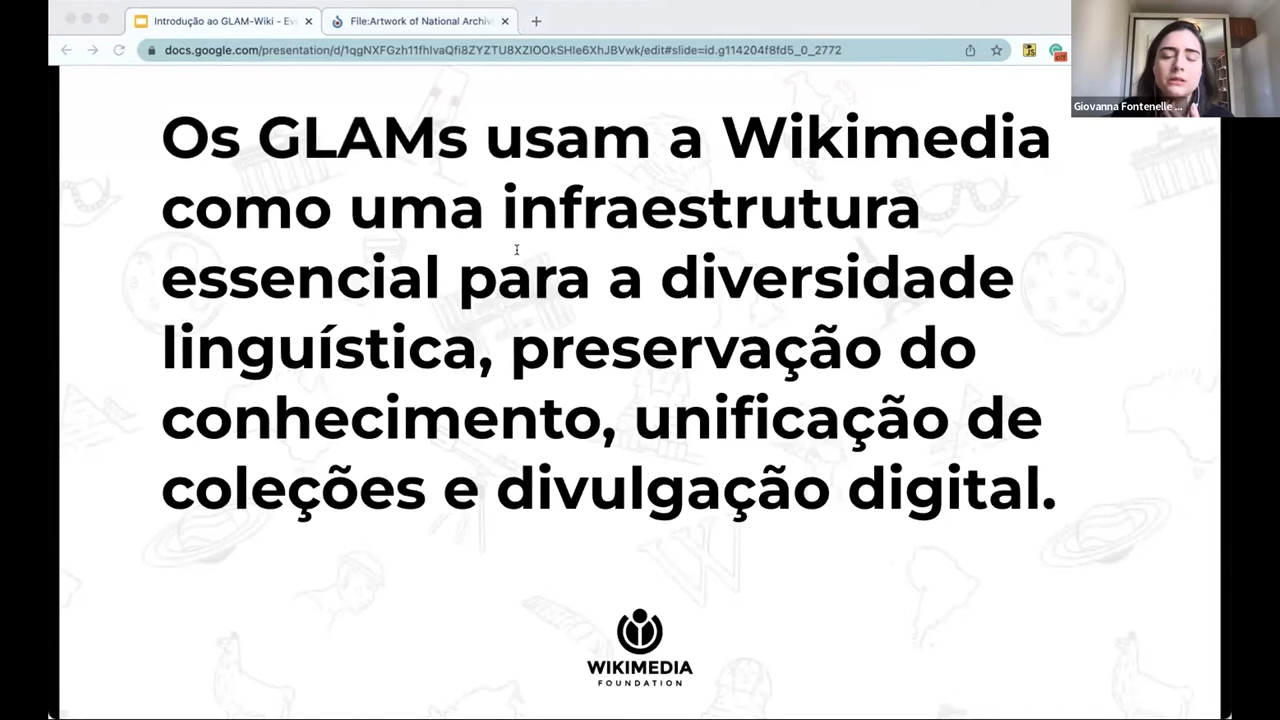 Introdução ao GLAM-Wiki - Ev
File:Artwork of National Archiv
docs.google.com/presentation/d/1qgNXFGzh11fhIvaQfi8ZYZTU8XZIOOkSHle6XhJBVwk/edit#slide=id.g114204f8fd5_0_2772
Giovanna Fontenelle ...
Os GLAMs usam a Wikimedia
como uma infraestrutura
essencial para a diversidade
linguística, preservação do
conhecimento, unificação de
coleções e divulgação digital.
WIKIMEDIA
FOUNDATION